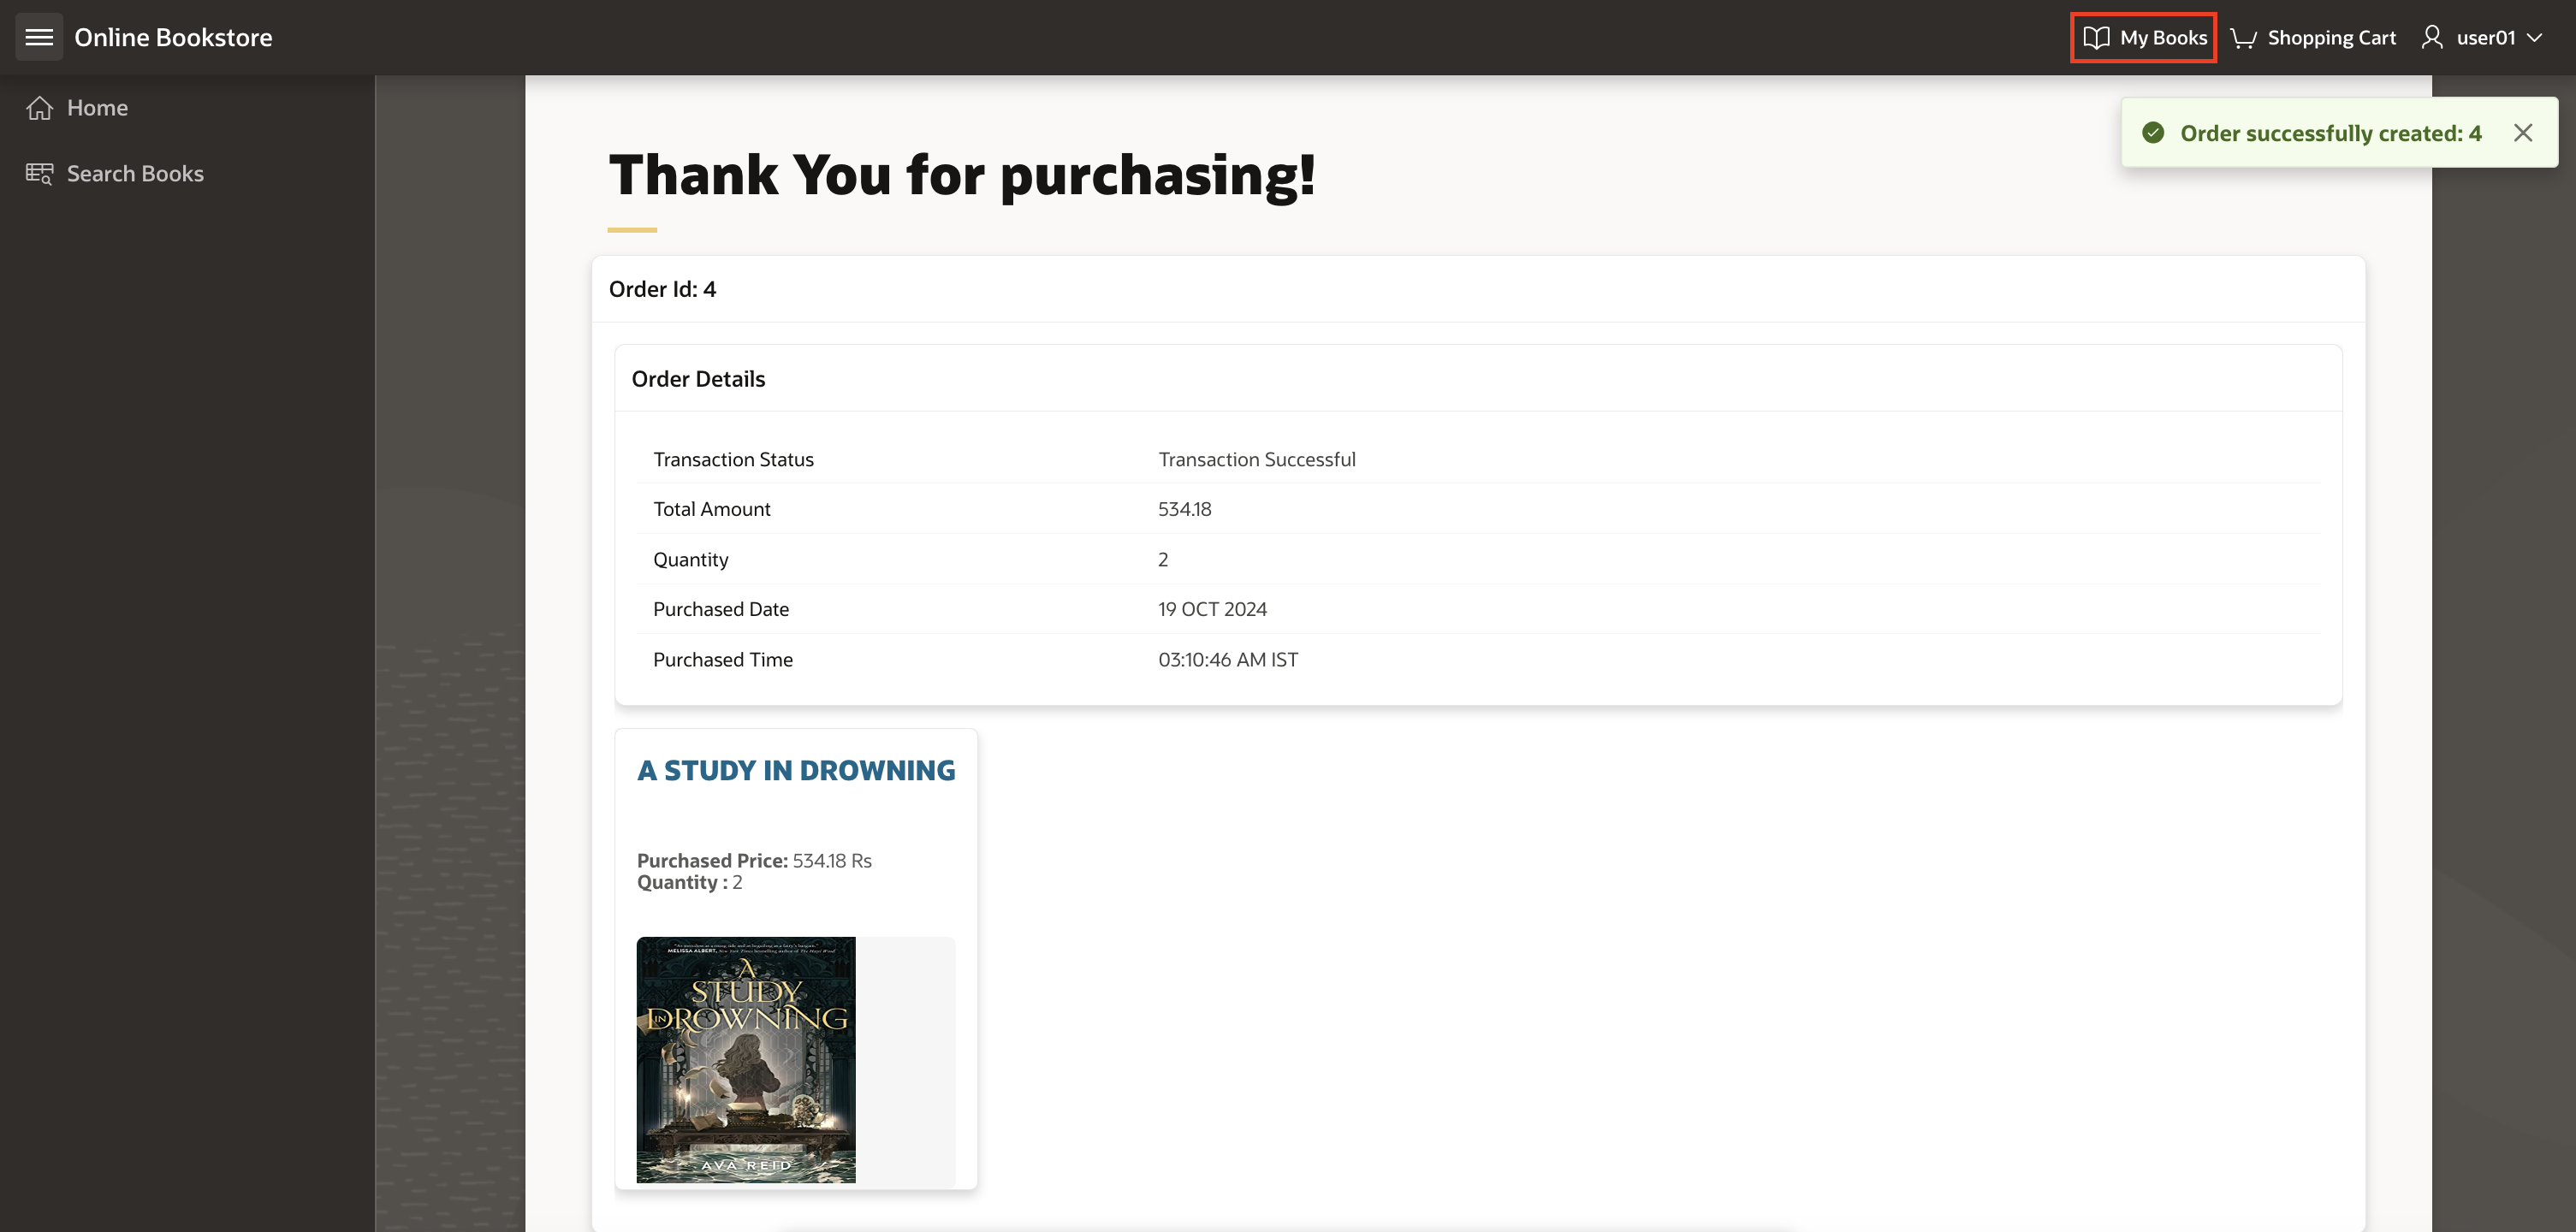 Online Bookstore
My Books
Shopping Cart
user01
Home
Search Books
Order successfully created: 4
Thank You for purchasing!
Order Id: 4
Order Details
Transaction Status Transaction Successful
Total Amount 534.18
Quantity 2
Purchased Date 19 OCT 2024
Purchased Time 03:10:46 AM IST
A STUDY IN DROWNING
Purchased Price: 534.18 Rs
Quantity : 2
A
STUDY
IN DROWNING
AVA REID